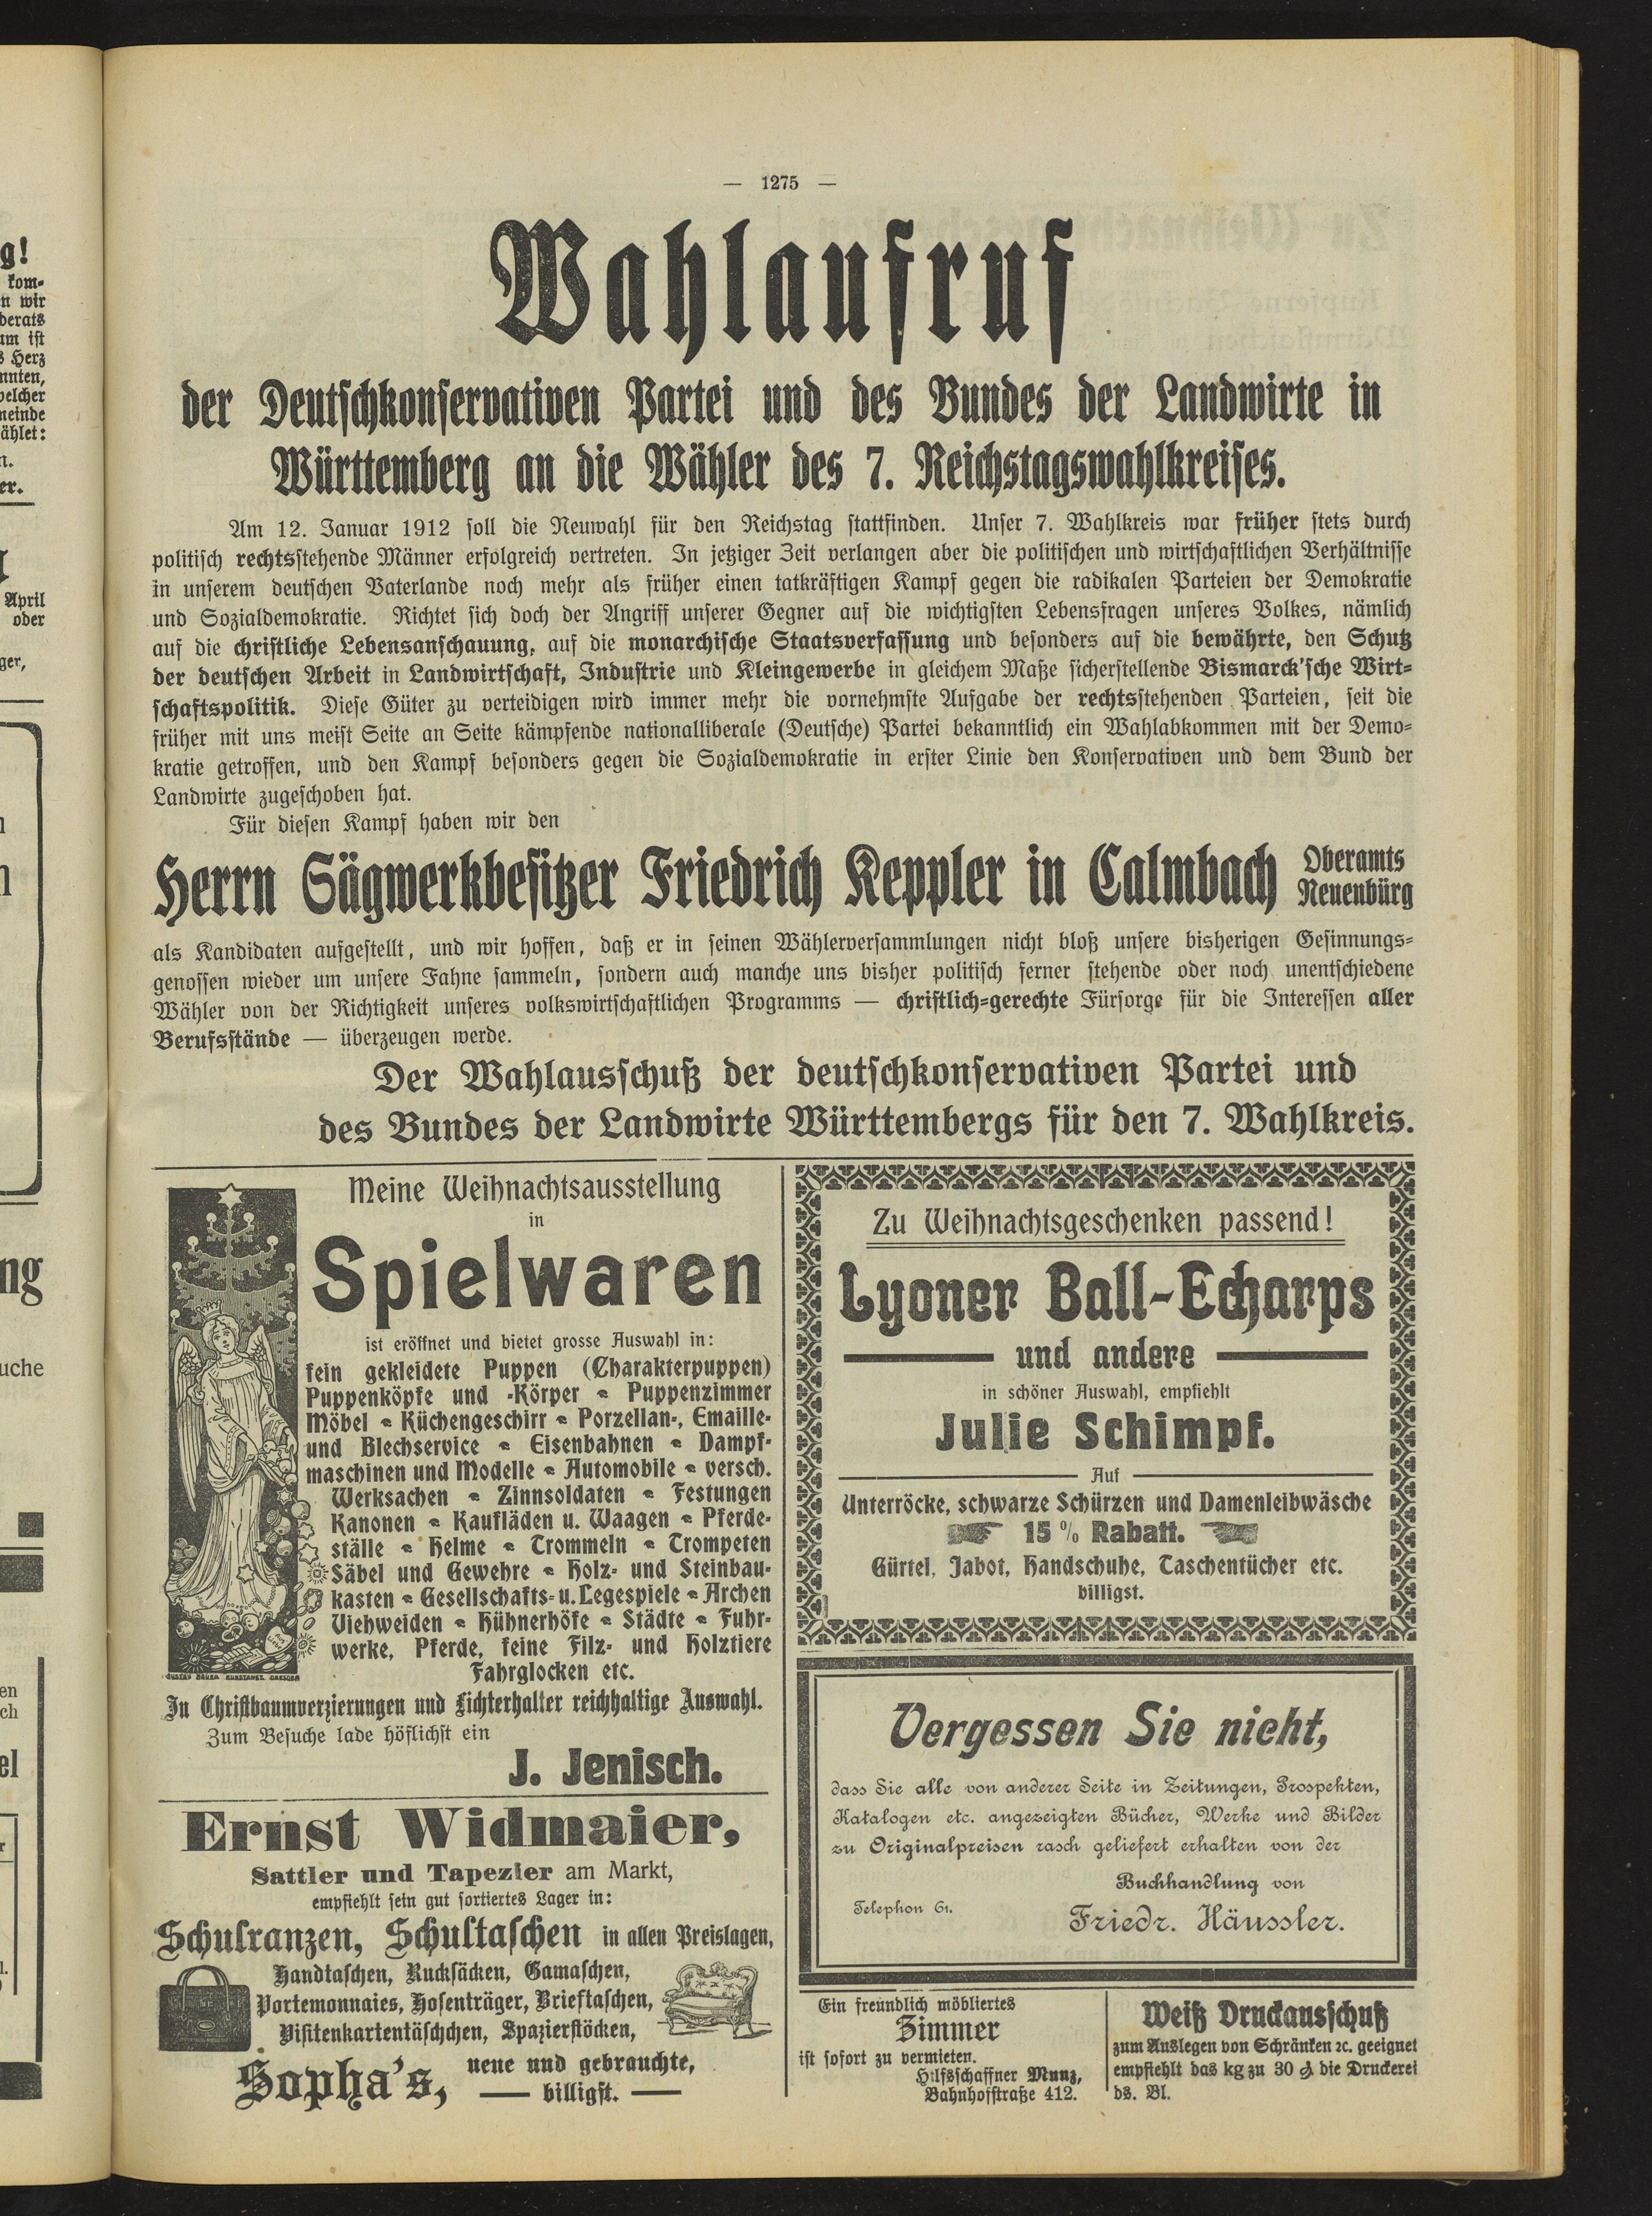 — 1275 —
Wahlaufruf
der Deutschkonservativen Partei und des Bundes der Landwirte in
Württemberg an die Wähler des 7. Reichstagswahlkreises.
Am 12. Januar 1912 soll die Neuwahl für den Reichstag stattfinden. Unser 7. Wahlkreis war früher stets durch
politisch rechtsstehende Männer erfolgreich vertreten. In jetziger Zeit verlangen aber die politischen und wirtschaftlichen Verhältnisse
in unserem deutschen Vaterlande noch mehr als früher einen tatkräftigen Kampf gegen die radikalen Parteien der Demokratie
und Sozialdemokratie. Richtet sich doch der Angriff unserer Gegner auf die wichtigsten Lebensfragen unseres Volkes, nämlich
auf die christliche Lebensanschauung, auf die monarchische Staatsverfassung und besonders auf die bewährte, den Schutz
der deutschen Arbeit in Landwirtschaft, Industrie und Kleingewerbe in gleichem Maße sicherstellende Bismarck'sche Wirt-
schaftspolitik. Diese Güter zu verteidigen wird immer mehr die vornehmste Aufgabe der rechtsstehenden Parteien, seit die
früher mit uns meist Seite an Seite kämpfende nationalliberale (Deutsche) Partei bekanntlich ein Wahlabkommen mit der Demo-
kratie getroffen, und den Kampf besonders gegen die Sozialdemokratie in erster Linie den Konservativen und dem Bund der
Landwirte zugeschoben hat.
Für diesen Kampf haben wir den
Herrn Sägwerkbesitzer Friedrich Keppler in Calmbach Oberamts Neuenbürg
als Kandidaten aufgestellt, und wir hoffen, daß er in seinen Wählerversammlungen nicht bloß unsere bisherigen Gesinnungs-
genossen wieder um unsere Fahne sammeln, sondern auch manche uns bisher politisch ferner stehende oder noch unentschiedene
Wähler von der Richtigkeit unseres volkswirtschaftlichen Programms — christlich-gerechte Fürsorge für die Interessen aller
Berufsstände — überzeugen werde.
Der Wahlausschuß der deutschkonservativen Partei und
des Bundes der Landwirte Württembergs für den 7. Wahlkreis.
Meine Weihnachtsausstellung
in
Spielwaren
ist eröffnet und bietet grosse Auswahl in:
fein gekleidete Puppen (Charakterpuppen)
Puppenköpfe und -Körper - Puppenzimmer
Möbel - Küchengeschirr - Porzellan-, Emaille-
und Blechservice - Eisenbahnen - Dampf-
maschinen und Modelle - Automobile - versch.
Werksachen - Zinnsoldaten - Festungen
Kanonen - Kaufläden u. Waagen - Pferde-
ställe - Helme - Trommeln - Trompeten
Säbel und Gewehre - Holz- und Steinbau-
kasten - Gesellschafts- u. Legespiele - Archen
Viehweiden - Hühnerhöfe - Städte - Fuhr-
werke, Pferde, feine Filz- und Holztiere
Fahrglocken etc.
In Christbaumverzierungen und Lichterhalter reichhaltige Auswahl.
Zum Besuche lade höflichst ein
J. Jenisch.
Ernst Widmaier,
Sattler und Tapezier am Markt,
empfiehlt sein gut sortiertes Lager in:
Schulranzen, Schultaschen in allen Preislagen,
Handtaschen, Rucksäcken, Gamaschen,
Portemonnaies, Hosenträger, Brieftaschen,
Visitenkartentäschchen, Spazierstöcken,
Sopha's, neue und gebrauchte,
— billigst. —
Zu Weihnachtsgeschenken passend!
Lyoner Ball-Echarps
und andere
in schöner Auswahl, empfiehlt
Julie Schimpf.
Auf
Unterröcke, schwarze Schürzen und Damenleibwäsche
15 % Rabatt.
Gürtel, Jabot, Handschuhe, Taschentücher etc.
billigst.
Vergessen Sie nicht,
dass Sie alle von anderer Seite in Zeitungen, Prospekten,
Katalogen etc. angezeigten Bücher, Werke und Bilder
zu Originalpreisen rasch geliefert erhalten von der
Buchhandlung von
Telephon 61. Friedr. Häussler.
Ein freundlich möbliertes
Zimmer
ist sofort zu vermieten.
Hilfsschaffner Munz,
Bahnhofstraße 412.
Weiß Druckausschuß
zum Auslegen von Schränken ꝛc. geeignet
empfiehlt das kg zu 30 ₰ die Druckerei
ds. Bl.